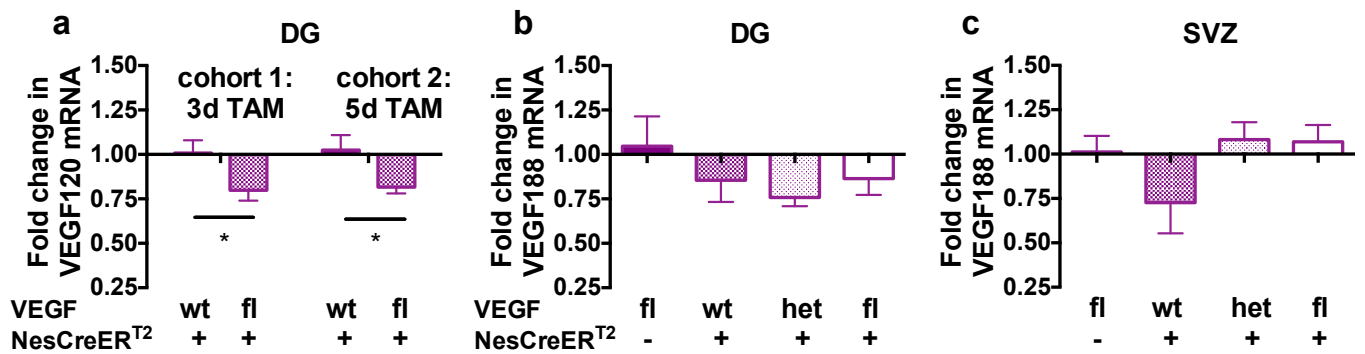 a
DG
Fold change in
VEGF120 mRNA
1.50
1.25
1.00
0.75
0.50
0.25
cohort 1:
3d TAM
cohort 2:
5d TAM
*
*
VEGF wt fl wt fl
NesCreER^T2 + + + +
b
DG
Fold change in
VEGF188 mRNA
1.50
1.25
1.00
0.75
0.50
0.25
VEGF fl wt het fl
NesCreER^T2 - + + +
c
SVZ
Fold change in
VEGF188 mRNA
1.50
1.25
1.00
0.75
0.50
0.25
fl wt het fl
- + + +